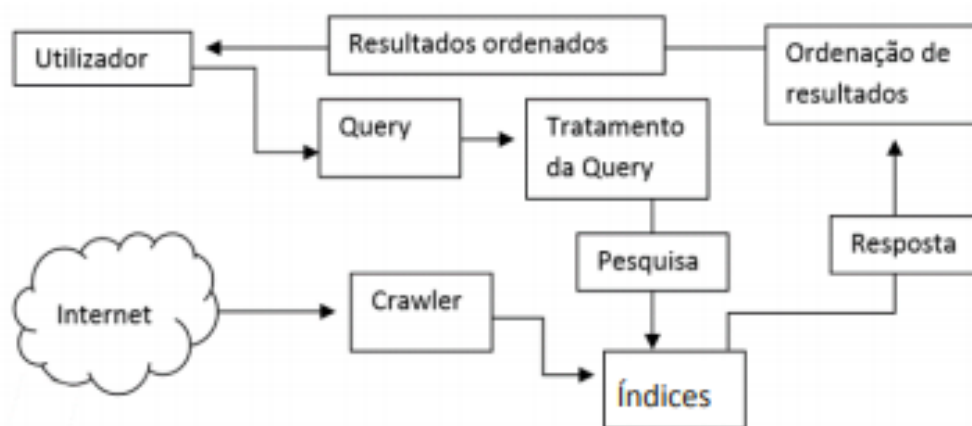 Utilizador
Resultados ordenados
Ordenação de
resultados
Query
Tratamento
da Query
Pesquisa
Resposta
Internet
Crawler
Índices